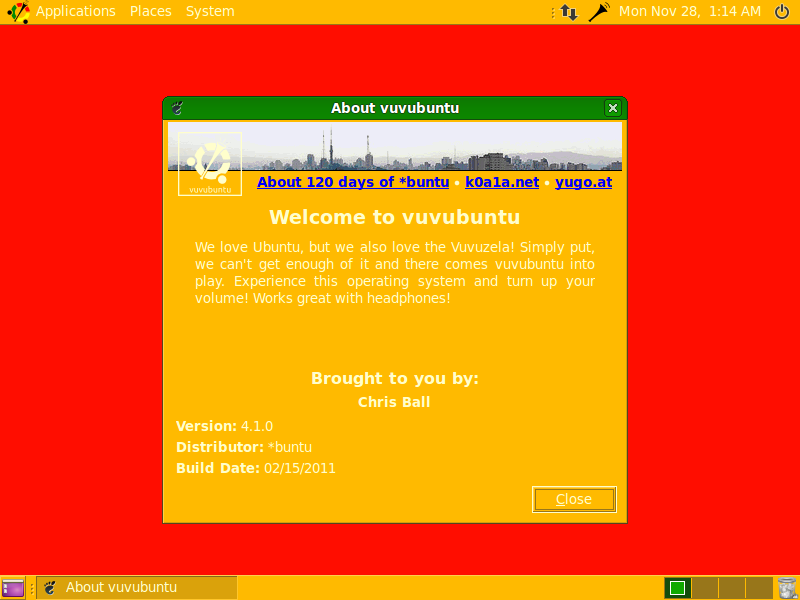 Applications Places System
Mon Nov 28, 1:14 AM
About vuvubuntu
vuvubuntu
About 120 days of *buntu • k0a1a.net • yugo.at
Welcome to vuvubuntu
We love Ubuntu, but we also love the Vuvuzela! Simply put,
we can't get enough of it and there comes vuvubuntu into
play. Experience this operating system and turn up your
volume! Works great with headphones!
Brought to you by:
Chris Ball
Version: 4.1.0
Distributor: *buntu
Build Date: 02/15/2011
Close
About vuvubuntu